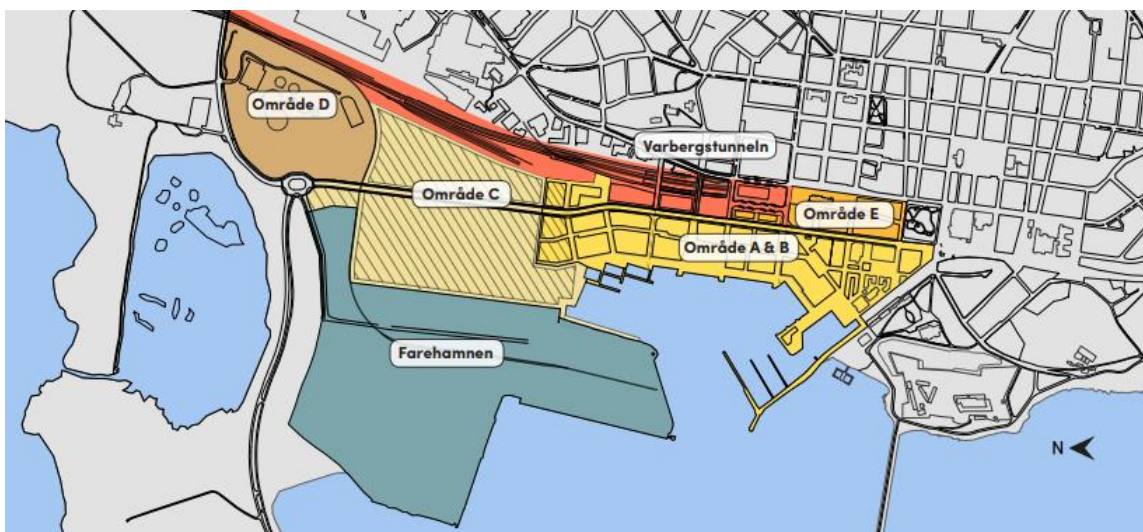 Område D
Varbergstunneln
Område C
Område E
Område A & B
Farehamnen
N